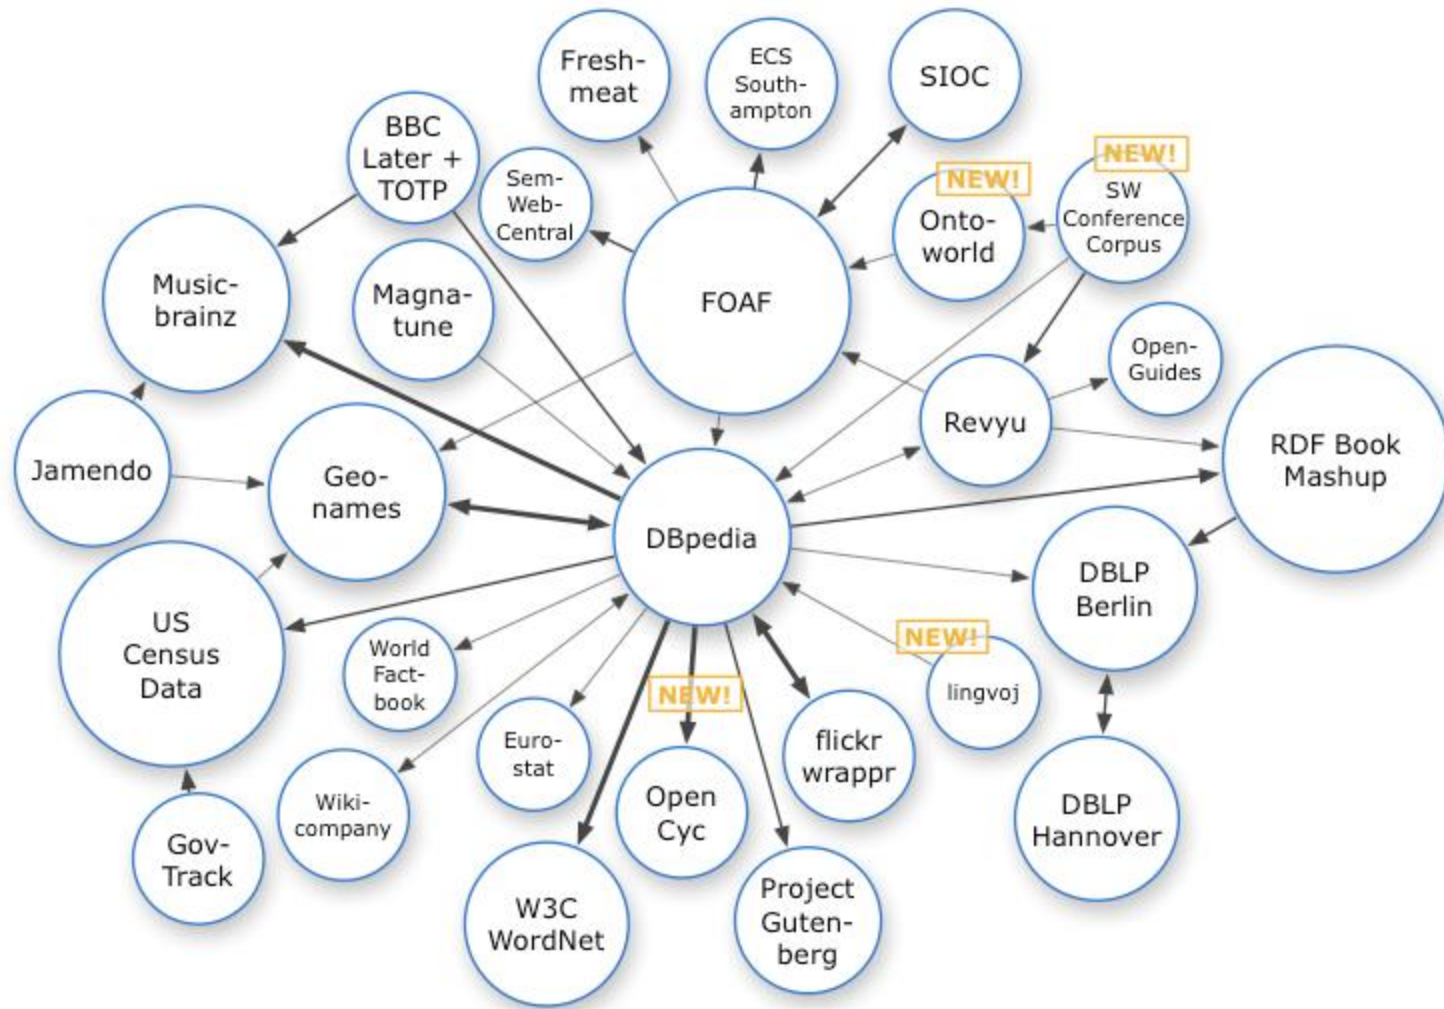 Fresh-
meat
ECS
South-
ampton
SIOC
BBC
Later +
TOTP
Sem-
Web-
Central
NEW!
Onto-
world
NEW!
SW
Conference
Corpus
Music-
brainz
Magna-
tune
FOAF
Open-
Guides
Jamendo
Geo-
names
DBpedia
Revyu
RDF Book
Mashup
US
Census
Data
World
Fact-
book
DBLP
Berlin
NEW!
lingvoj
NEW!
Euro-
stat
Open
Cyc
flickr
wrappr
Wiki-
company
DBLP
Hannover
Gov-
Track
W3C
WordNet
Project
Guten-
berg